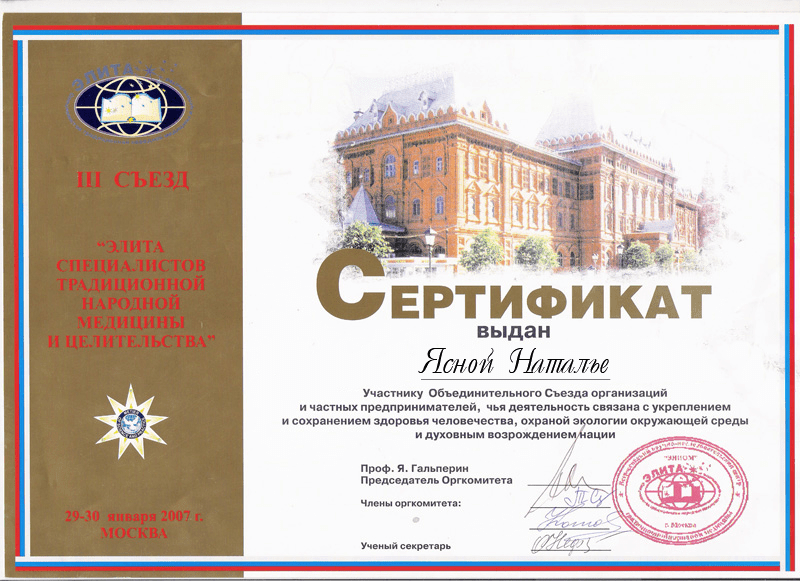 ЭЛИТА
III СЪЕЗД
"ЭЛИТА
СПЕЦИАЛИСТОВ
ТРАДИЦИОННОЙ
НАРОДНОЙ
МЕДИЦИНЫ
И ЦЕЛИТЕЛЬСТВА"
29-30 января 2007 г.
МОСКВА
СЕРТИФИКАТ
выдан
Ясной Наталье
Участнику Объединительного Съезда организаций
и частных предпринимателей, чья деятельность связана с укреплением
и сохранением здоровья человечества, охраной экологии окружающей среды
и духовным возрождением нации
Проф. Я. Гальперин
Председатель Оргкомитета
Члены оргкомитета:
Ученый секретарь
ЭЛИТА
г. Москва